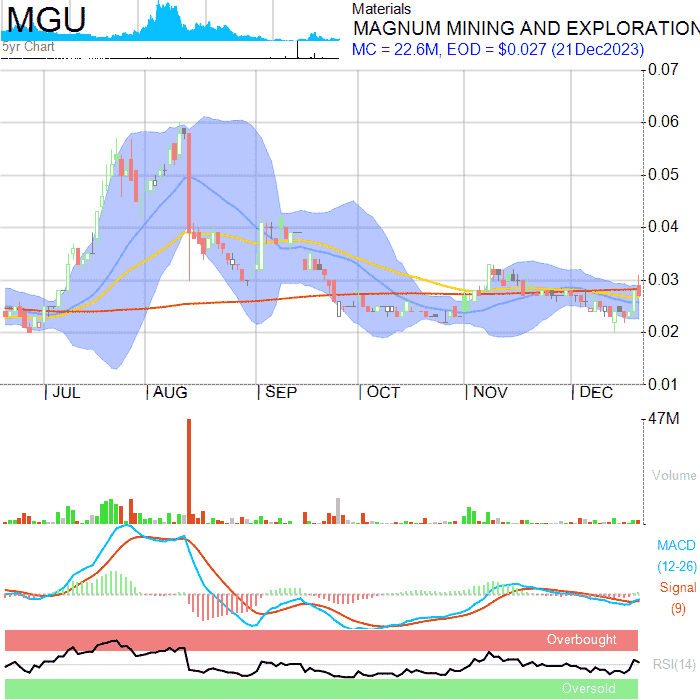 MGU
5yr Chart
Materials
MAGNUM MINING AND EXPLORATION
MC = 22.6M, EOD = $0.027 (21Dec2023)
0.07
0.06
0.05
0.04
0.03
0.02
0.01
JUL AUG SEP OCT NOV DEC
47M
Volume
MACD
(12-26)
Signal
(9)
Overbought
RSI(14)
Oversold